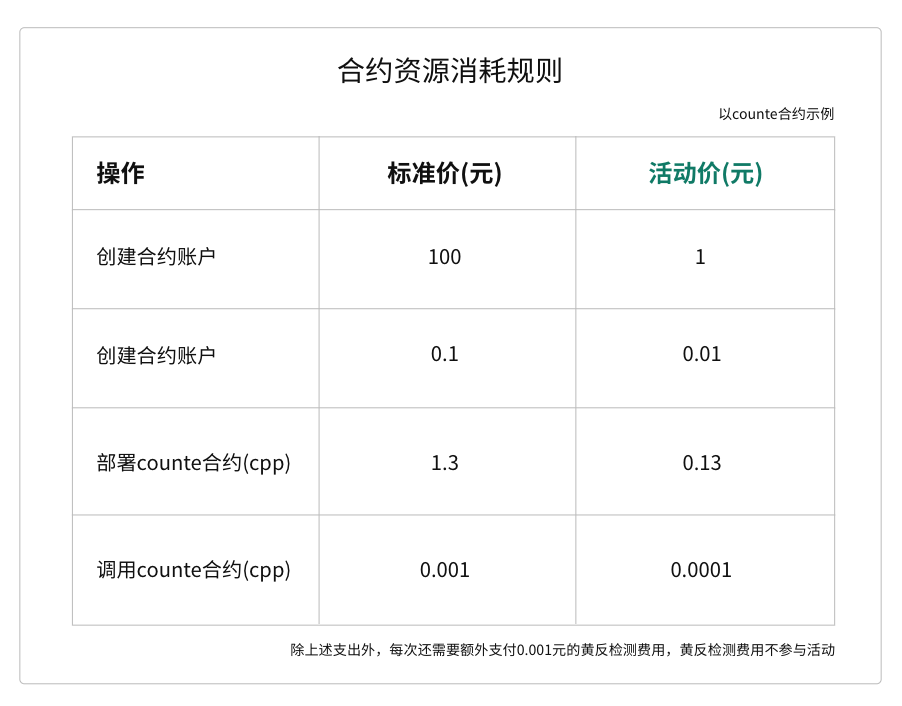 合约资源消耗规则
以counte合约示例
操作 标准价(元) 活动价(元)
创建合约账户 100 1
创建合约账户 0.1 0.01
部署counte合约(cpp) 1.3 0.13
调用counte合约(cpp) 0.001 0.0001
除上述支出外，每次还需要额外支付0.001元的黄反检测费用，黄反检测费用不参与活动